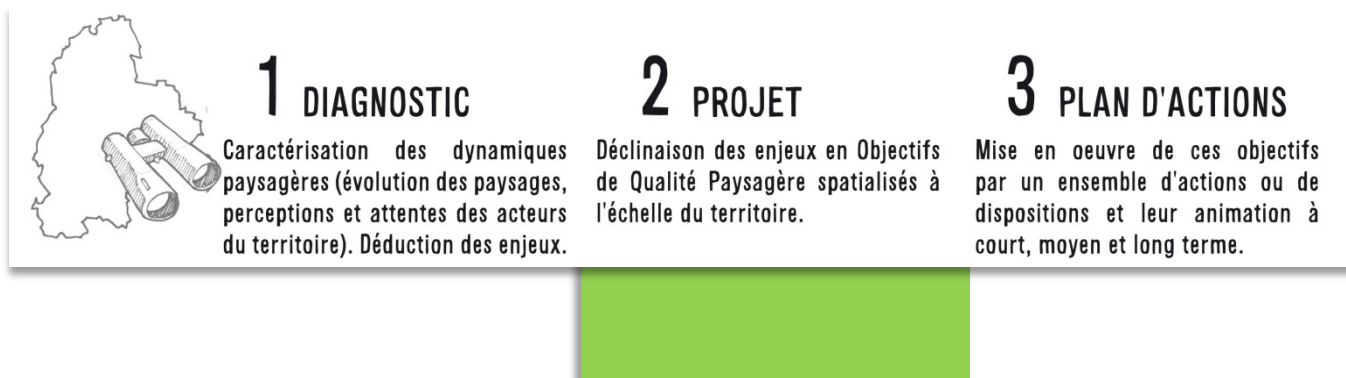 1 DIAGNOSTIC
Caractérisation des dynamiques
paysagères (évolution des paysages,
perceptions et attentes des acteurs
du territoire). Déduction des enjeux.
2 PROJET
Déclinaison des enjeux en Objectifs
de Qualité Paysagère spatialisés à
l'échelle du territoire.
3 PLAN D'ACTIONS
Mise en oeuvre de ces objectifs
par un ensemble d'actions ou de
dispositions et leur animation à
court, moyen et long terme.